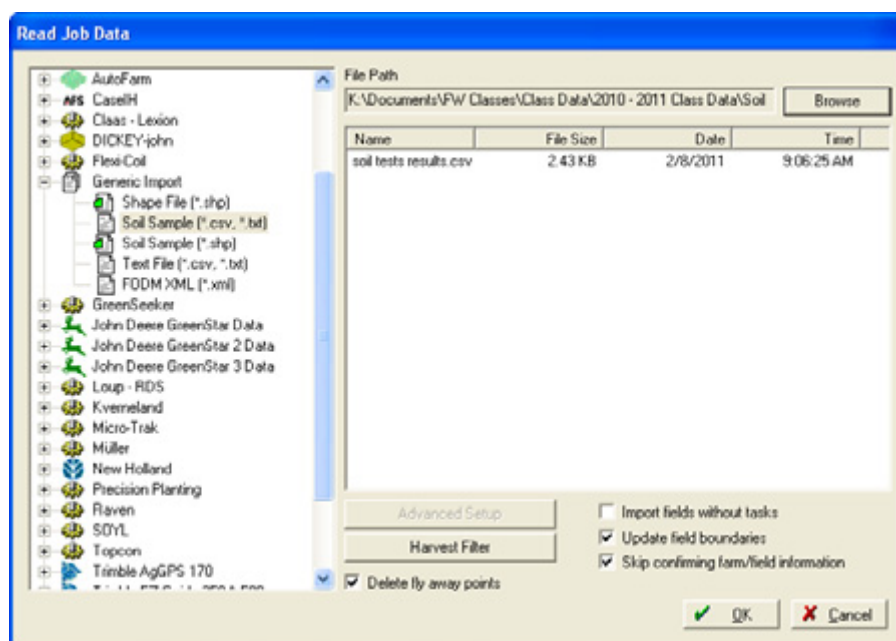 Read Job Data
AutoFarm
AFS CaseIH
Claas - Lexion
DICKEY-john
Flexi-Coil
Generic Import
Shape File (*.shp)
Soil Sample (*.csv, *.txt)
Soil Sample (*.shp)
Text File (*.csv, *.txt)
FODM XML (*.xml)
GreenSeeker
John Deere GreenStar Data
John Deere GreenStar 2 Data
John Deere GreenStar 3 Data
Loup - RDS
Kverneland
Micro-Trak
Müller
New Holland
Precision Planting
Raven
SOYL
Topcon
Trimble AgGPS 170
File Path
K:\Documents\FW Classes\Class Data\2010 - 2011 Class Data\Soil
Browse
Name File Size Date Time
soil tests results.csv 2.43 KB 2/8/2011 9:06:25 AM
Advanced Setup
Harvest Filter
Delete fly away points
Import fields without tasks
Update field boundaries
Skip confirming farm/field information
OK
Cancel